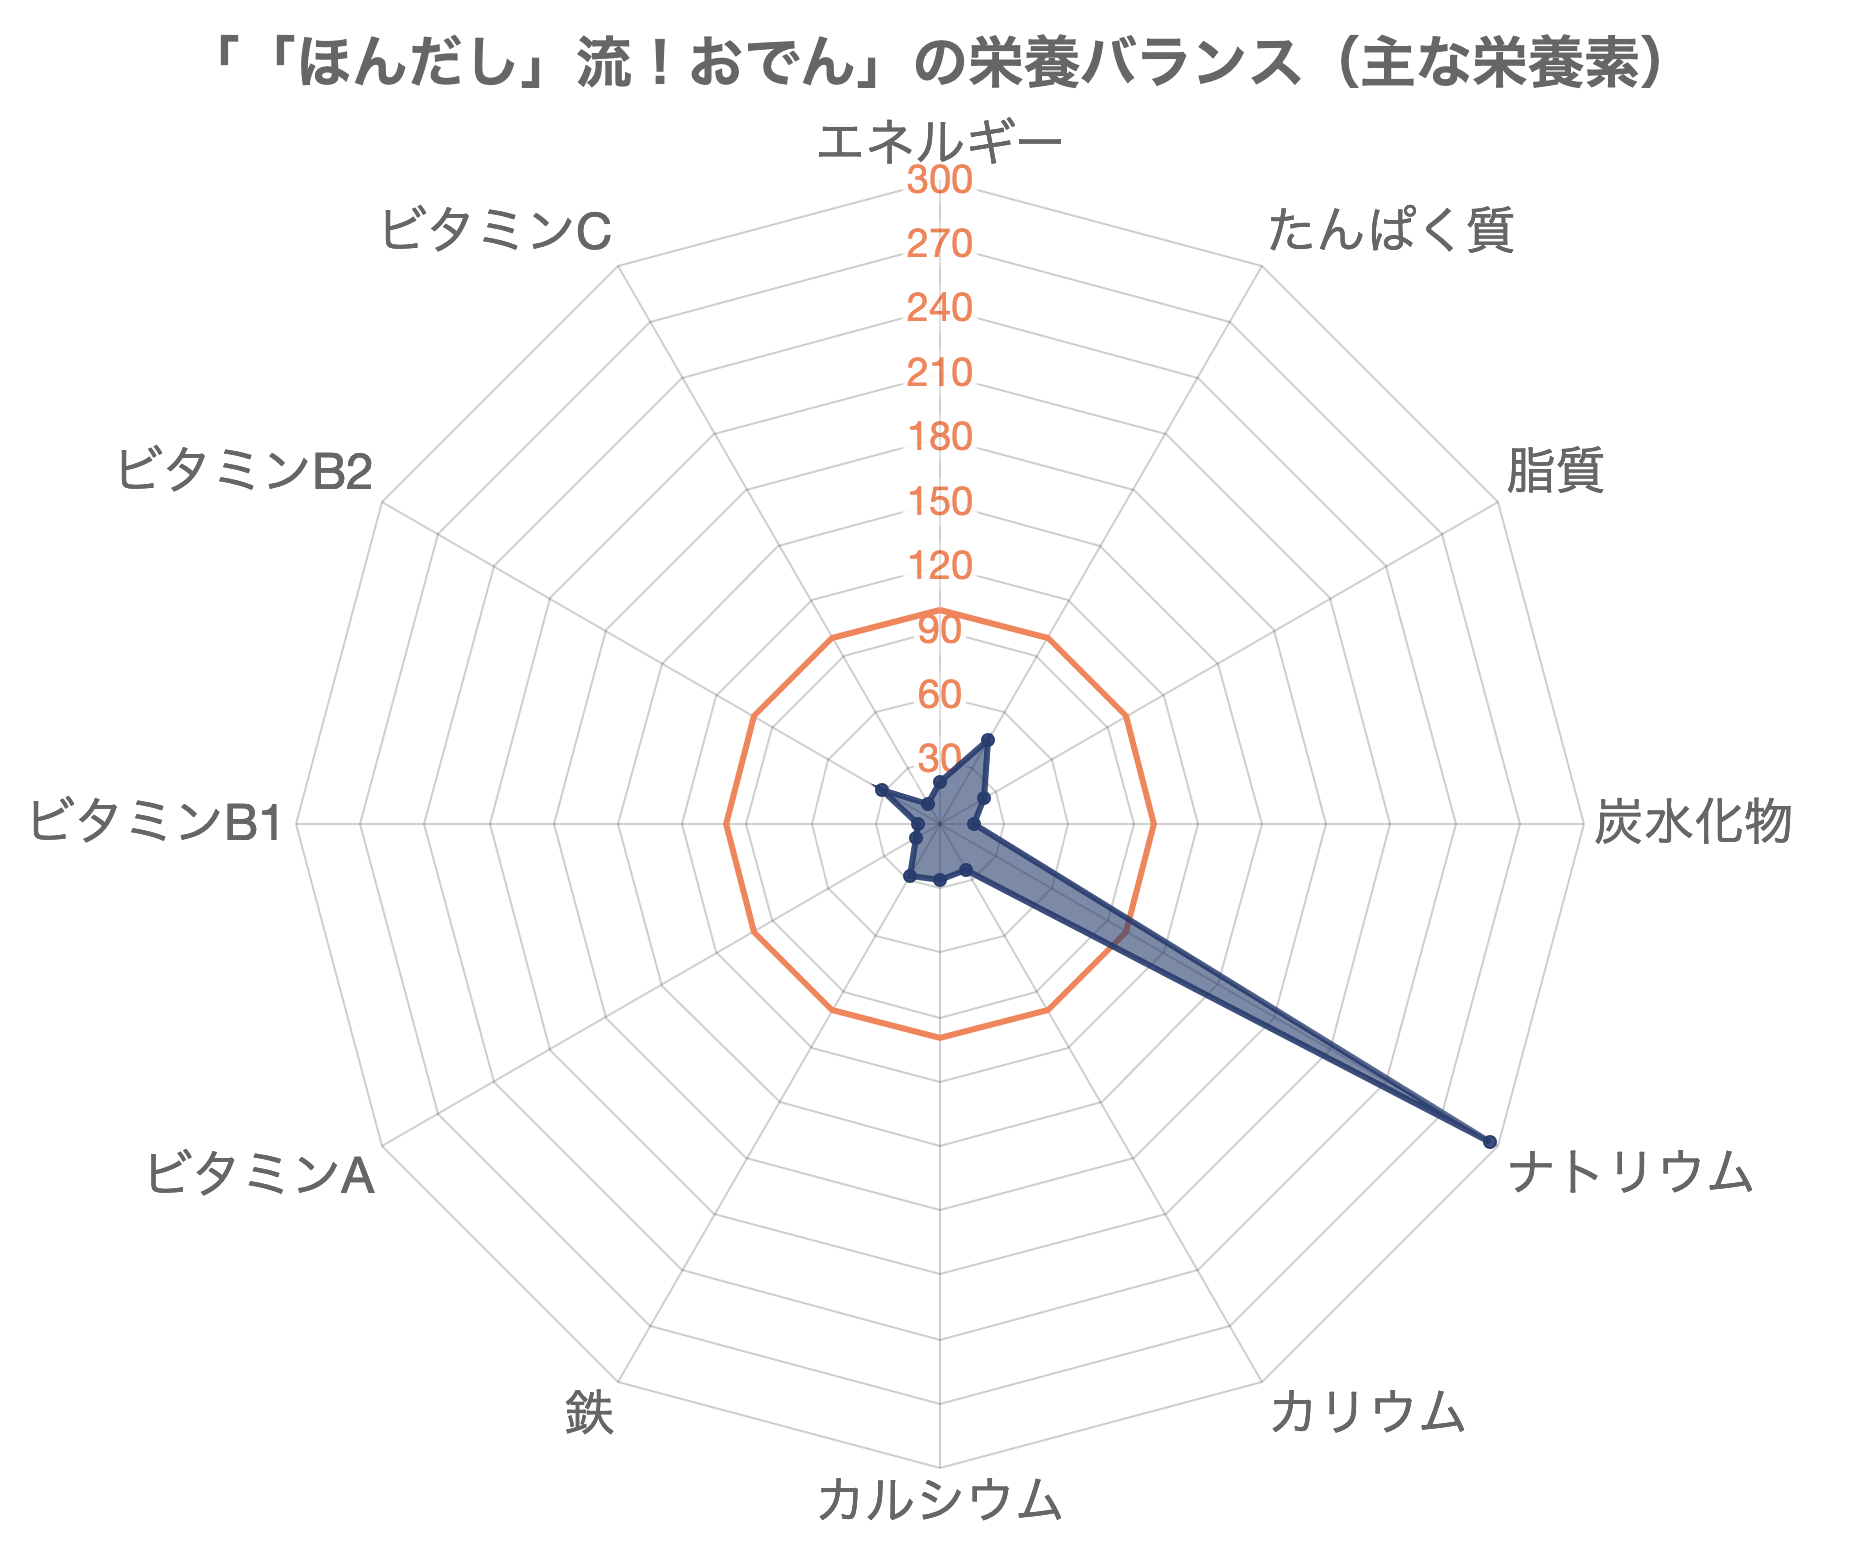 「「ほんだし」流！おでん」の栄養バランス（主な栄養素）
エネルギー
300
ビタミンC
たんぱく質
270
240
210
180
ビタミンB2
脂質
150
120
90
60
30
ビタミンB1
炭水化物
ビタミンA
ナトリウム
鉄
カリウム
カルシウム